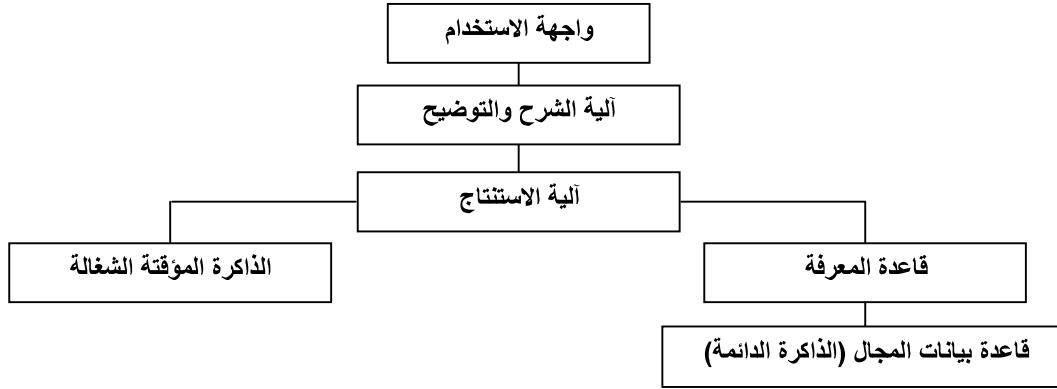 واجهة الاستخدام
آلية الشرح والتوضيح
آلية الاستنتاج
قاعدة المعرفة
الذاكرة المؤقتة الشغالة
قاعدة بيانات المجال (الذاكرة الدائمة)